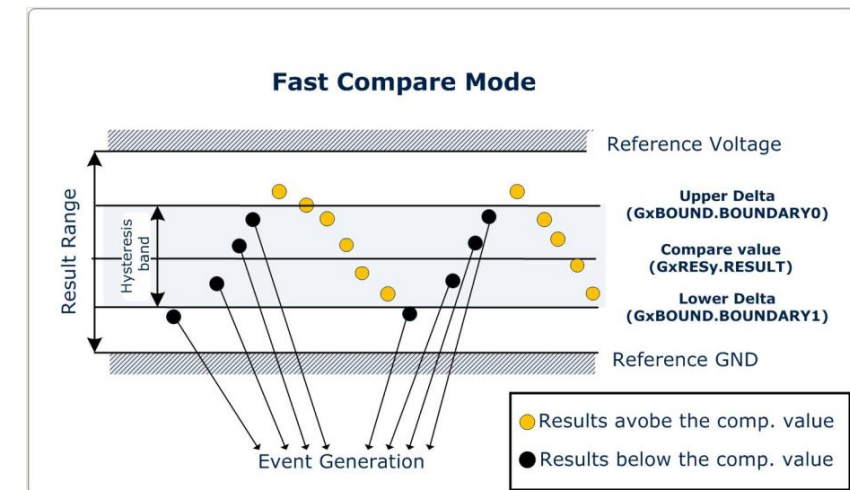 Fast Compare Mode
Reference Voltage
Upper Delta
(GxBOUND.BOUNDARY0)
Compare value
(GxRESy.RESULT)
Lower Delta
(GxBOUND.BOUNDARY1)
Reference GND
Result Range
Hysteresis
band
Event Generation
Results avobe the comp. value
Results below the comp. value